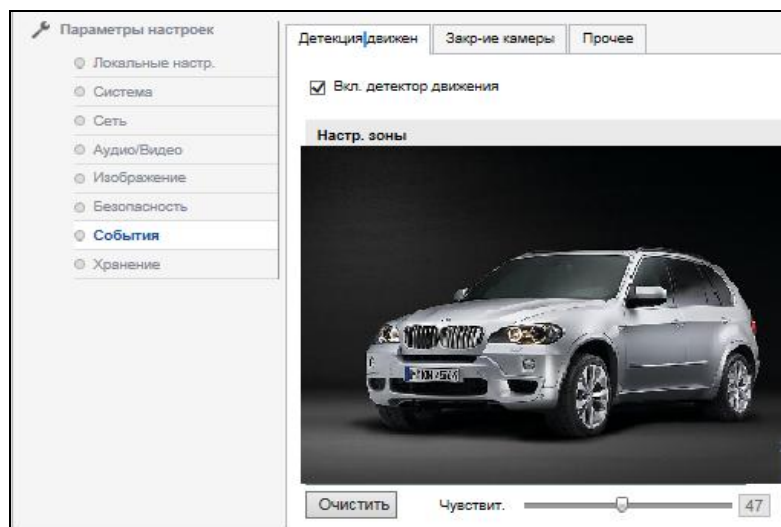 Параметры настроек
Локальные настр.
Система
Сеть
Аудио/Видео
Изображение
Безопасность
События
Хранение
Детекция движен
Закр-ие камеры
Прочее
Вкл. детектор движения
Настр. зоны
Очистить
Чувствит.
47